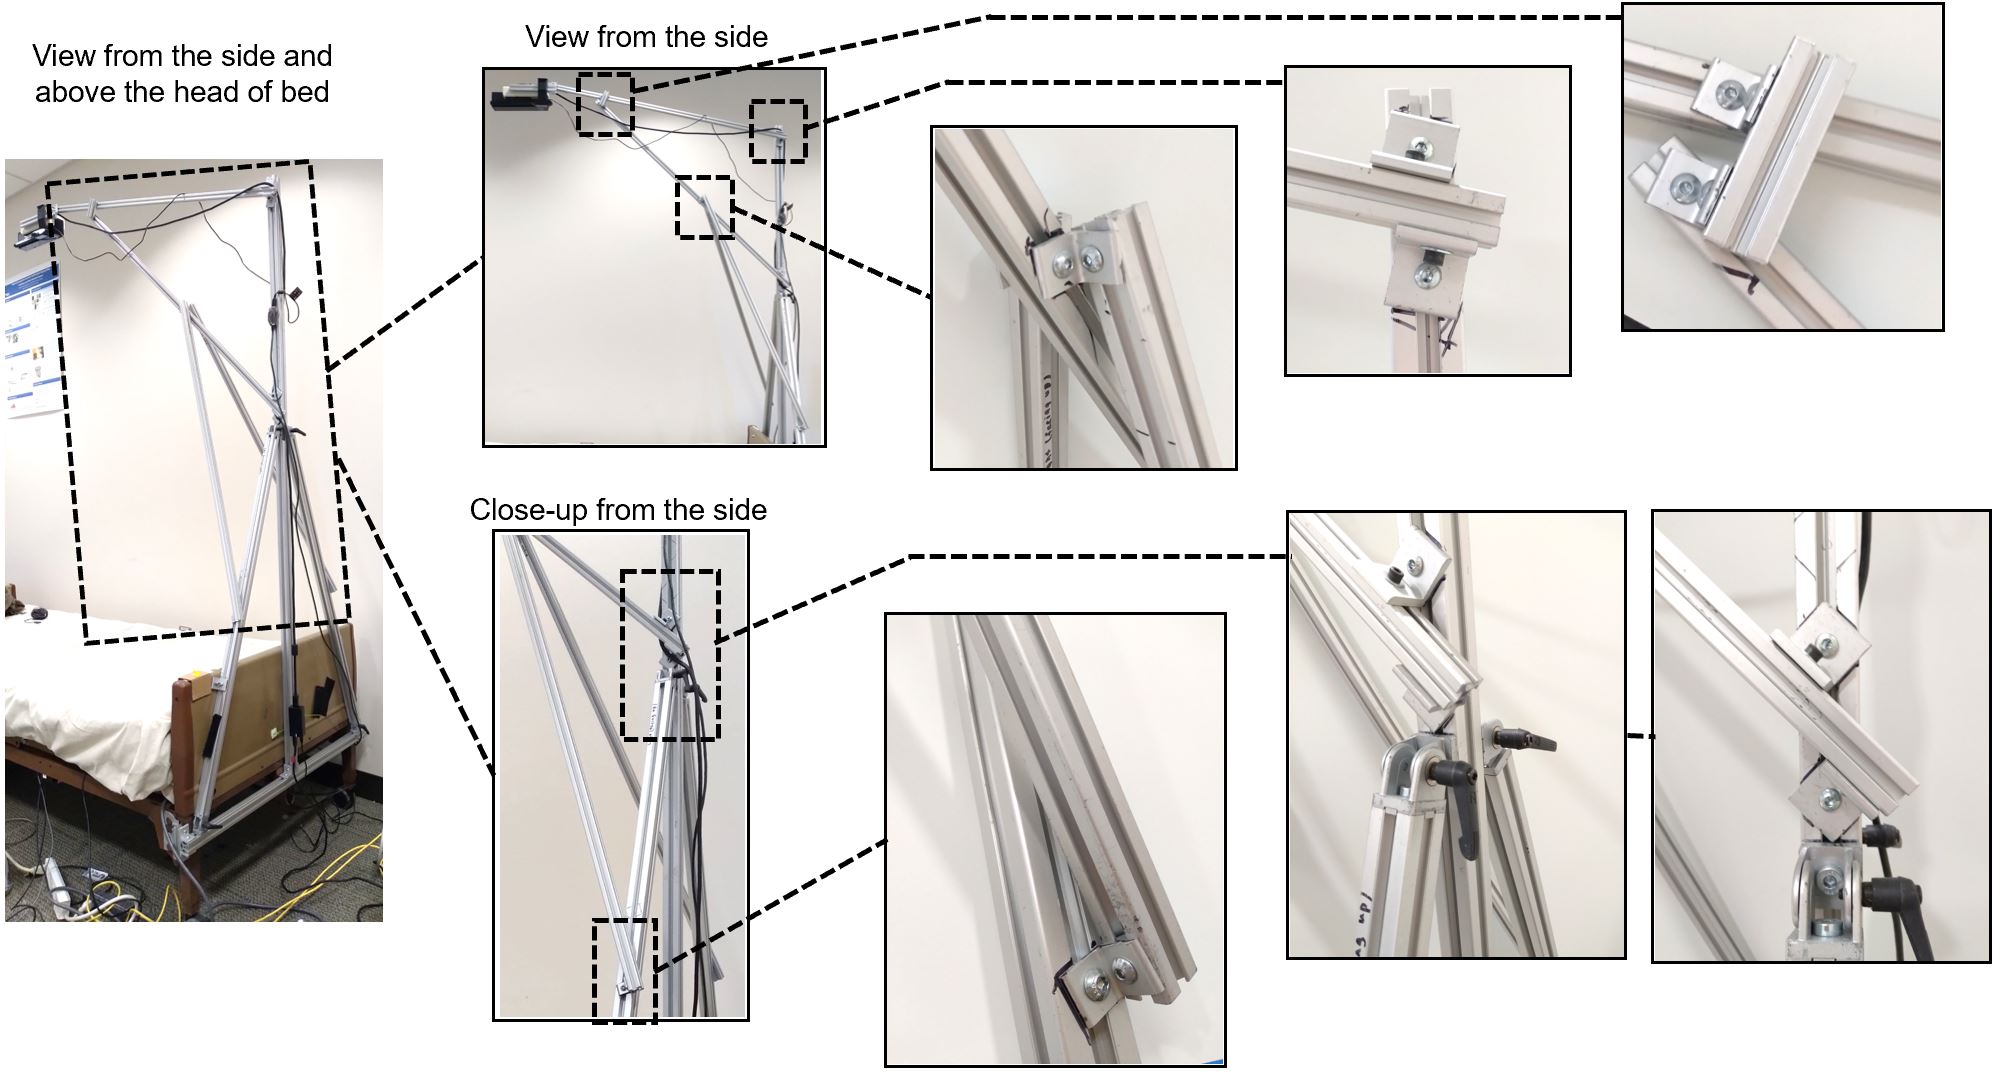 View from the side and
above the head of bed
View from the side
Close-up from the side